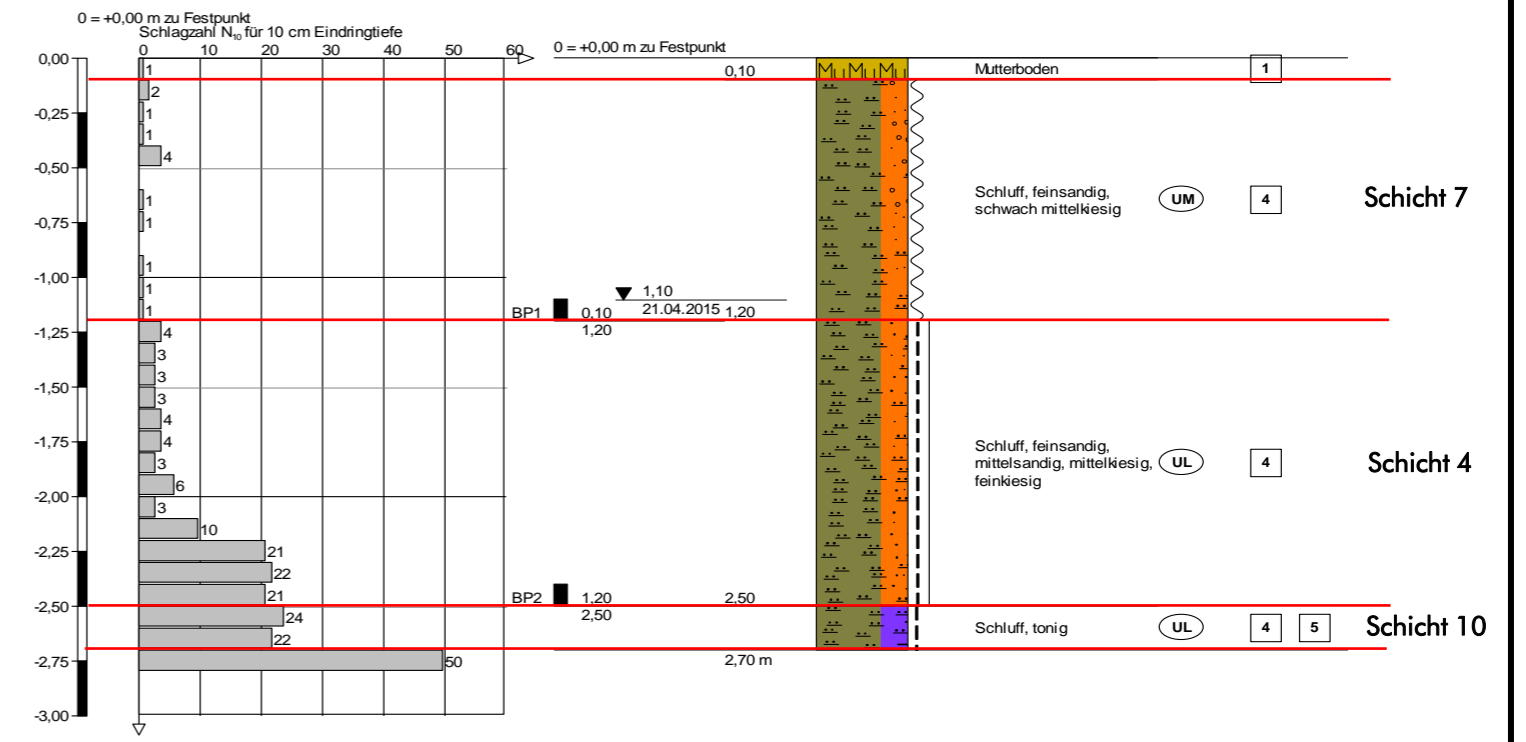 0 = +0,00 m zu Festpunkt
Schlagzahl N10 für 10 cm Eindringtiefe
0 10 20 30 40 50 60
0 = +0,00 m zu Festpunkt
0,00
-0,25
-0,50
-0,75
-1,00
-1,25
-1,50
-1,75
-2,00
-2,25
-2,50
-2,75
-3,00
1
2
1
1
4
1
1
1
1
1
4
3
3
3
4
4
3
6
3
10
21
22
21
24
22
50
0,10
M M M
Mutterboden
1
Schluff, feinsandig,
schwach mittelkiesig
UM
4
Schicht 7
1,10
21.04.2015
BP1
0,10
1,20
1,20
Schluff, feinsandig,
mittelsandig, mittelkiesig,
feinkiesig
UL
4
Schicht 4
BP2
1,20
2,50
2,50
Schluff, tonig
UL
4 5
Schicht 10
2,70 m